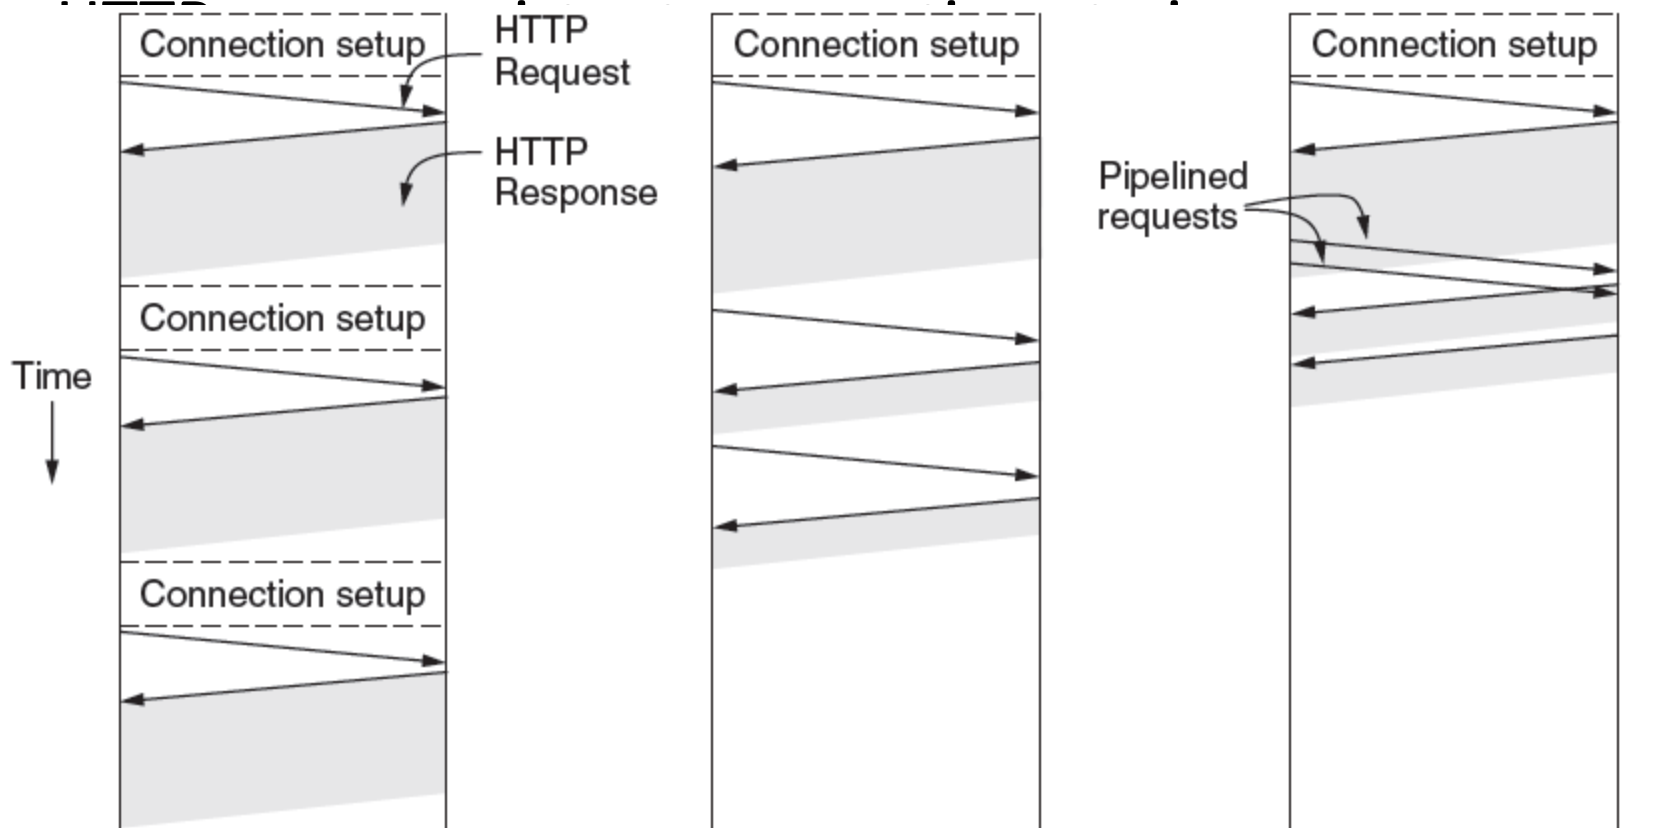 Connection setup
HTTP
Request
HTTP
Response
Connection setup
Time
Connection setup
Connection setup
Connection setup
Pipelined
requests